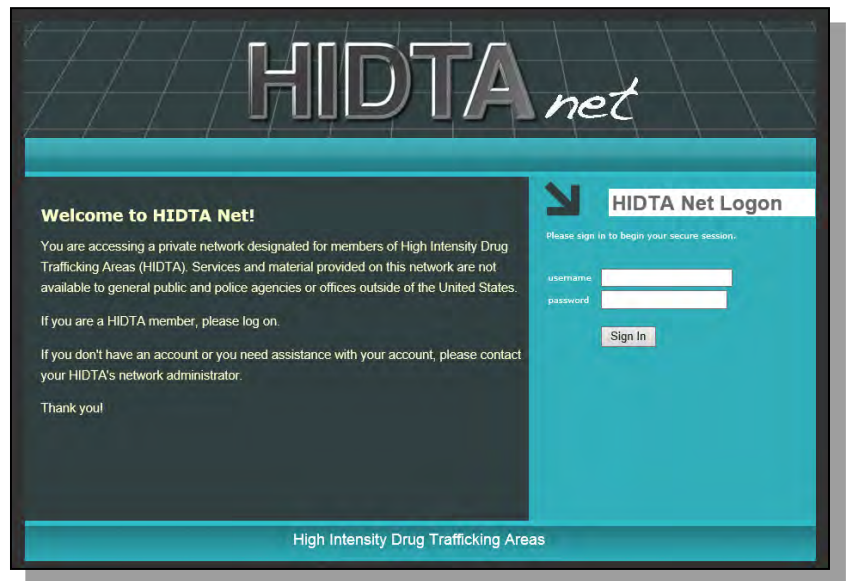 HIDTA net
Welcome to HIDTA Net!
You are accessing a private network designated for members of High Intensity Drug
Trafficking Areas (HIDTA). Services and material provided on this network are not
available to general public and police agencies or offices outside of the United States.
If you are a HIDTA member, please log on.
If you don't have an account or you need assistance with your account, please contact
your HIDTA's network administrator.
Thank you!
HIDTA Net Logon
Please sign in to begin your secure session.
username
password
Sign In
High Intensity Drug Trafficking Areas